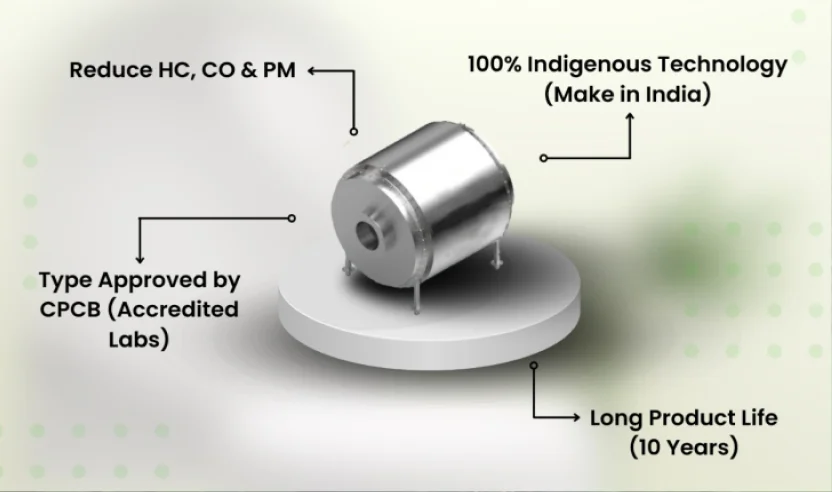 Reduce HC, CO & PM
100% Indigenous Technology
(Make in India)
Type Approved by
CPCB (Accredited
Labs)
Long Product Life
(10 Years)